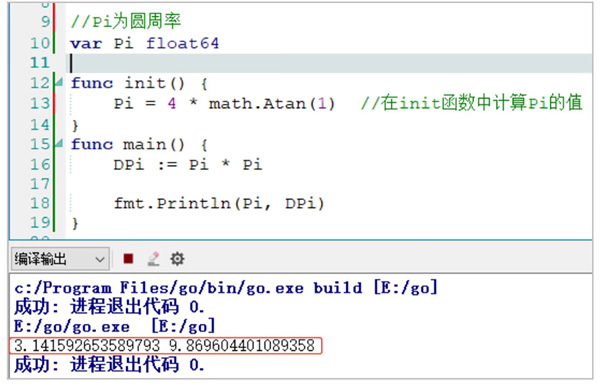 9 //Pi为圆周率
10 var Pi float64
11
12 func init() {
13 Pi = 4 * math.Atan(1) //在init函数中计算Pi的值
14 }
15 func main() {
16 DPi := Pi * Pi
17
18 fmt.Println(Pi, DPi)
19 }
编译输出
c:/Program Files/go/bin/go.exe build [E:/go]
成功: 进程退出代码 0.
E:/go/go.exe [E:/go]
3.141592653589793 9.869604401089358
成功: 进程退出代码 0.